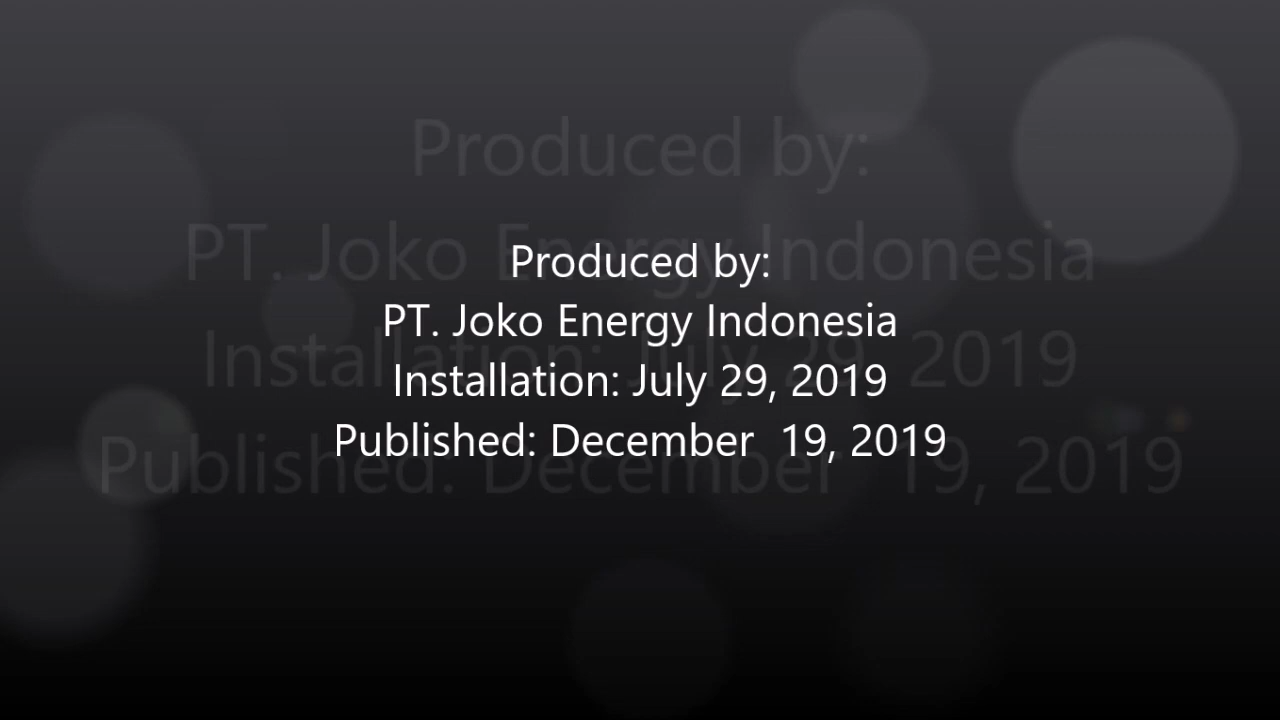 Produced by:
PT. Joko Energy Indonesia
Installation: July 29, 2019
Published: December  19, 2019